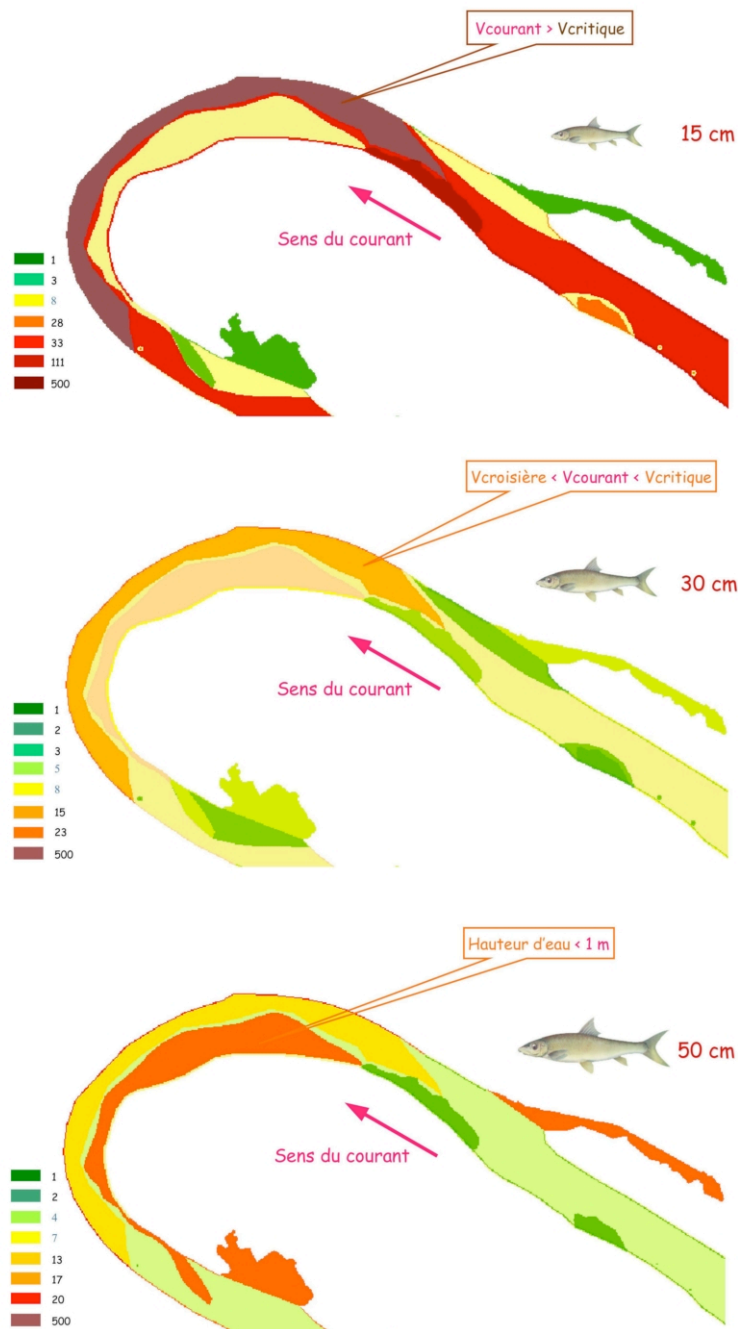 Vcourant > Vcritique
15 cm
Sens du courant
1
3
8
28
33
111
500
Vcroisière < Vcourant < Vcritique
30 cm
Sens du courant
1
2
3
5
8
15
23
500
Hauteur d'eau < 1 m
50 cm
Sens du courant
1
2
4
7
13
17
20
500